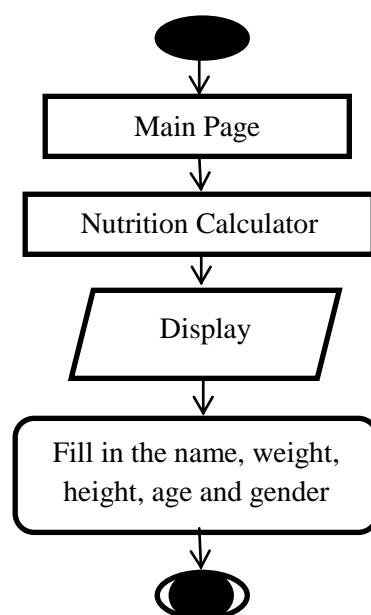 Main Page
Nutrition Calculator
Display
Fill in the name, weight,
height, age and gender